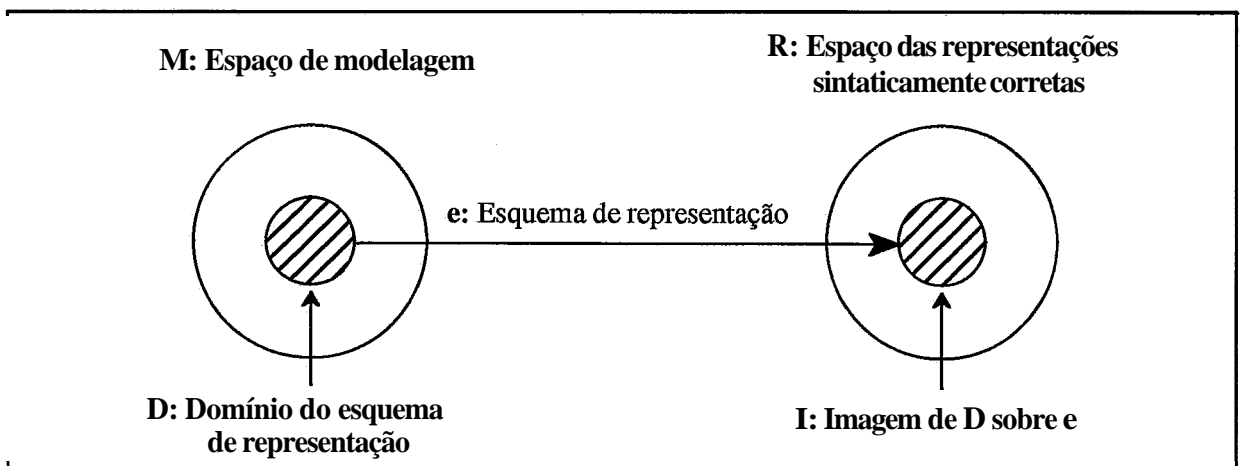 M: Espaço de modelagem
R: Espaço das representações
sintaticamente corretas
e: Esquema de representação
D: Domínio do esquema
de representação
I: Imagem de D sobre e